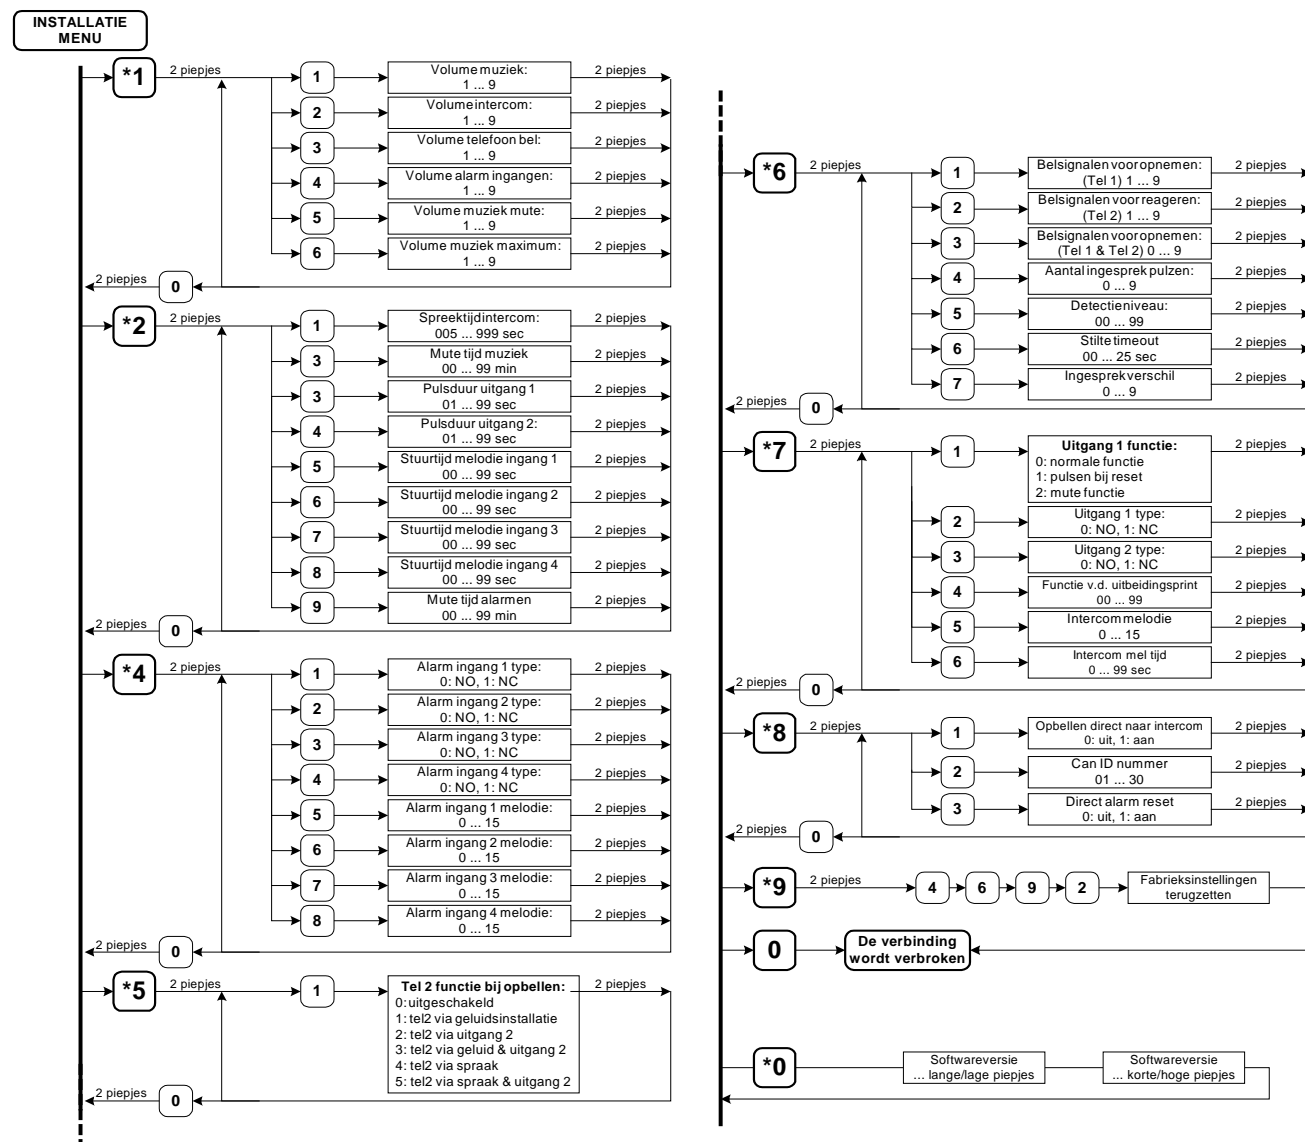 INSTALLATIE
MENU
*1
2 piepjes
1
Volume muziek:
1 ... 9
2 piepjes
2
Volume intercom:
1 ... 9
2 piepjes
3
Volume telefoon bel:
1 ... 9
2 piepjes
4
Volume alarm ingangen:
1 ... 9
2 piepjes
5
Volume muziek mute:
1 ... 9
2 piepjes
6
Volume muziek maximum:
1 ... 9
2 piepjes
2 piepjes
0
*2
2 piepjes
1
Spreektijd intercom:
005 ... 999 sec
2 piepjes
3
Mute tijd muziek
00 ... 99 min
2 piepjes
3
Pulsduur uitgang 1
01 ... 99 sec
2 piepjes
4
Pulsduur uitgang 2:
01 ... 99 sec
2 piepjes
5
Stuurtijd melodie ingang 1
00 ... 99 sec
2 piepjes
6
Stuurtijd melodie ingang 2
00 ... 99 sec
2 piepjes
7
Stuurtijd melodie ingang 3
00 ... 99 sec
2 piepjes
8
Stuurtijd melodie ingang 4
00 ... 99 sec
2 piepjes
9
Mute tijd alarmen
00 ... 99 min
2 piepjes
2 piepjes
0
*4
2 piepjes
1
Alarm ingang 1 type:
0: NO, 1: NC
2 piepjes
2
Alarm ingang 2 type:
0: NO, 1: NC
2 piepjes
3
Alarm ingang 3 type:
0: NO, 1: NC
2 piepjes
4
Alarm ingang 4 type:
0: NO, 1: NC
2 piepjes
5
Alarm ingang 1 melodie:
0 ... 15
2 piepjes
6
Alarm ingang 2 melodie:
0 ... 15
2 piepjes
7
Alarm ingang 3 melodie:
0 ... 15
2 piepjes
8
Alarm ingang 4 melodie:
0 ... 15
2 piepjes
2 piepjes
0
*5
2 piepjes
1
Tel 2 functie bij opbellen:
0:uitgeschakeld
1: tel2 via geluidsinstallatie
2: tel2 via uitgang 2
3: tel2 via geluid & uitgang 2
4: tel2 via spraak
5: tel2 via spraak & uitgang 2
2 piepjes
2 piepjes
0
*6
2 piepjes
1
Belsignalen voor opnemen:
(Tel 1) 1 ... 9
2 piepjes
2
Belsignalen voor reageren:
(Tel 2) 1 ... 9
2 piepjes
3
Belsignalen voor opnemen:
(Tel 1 & Tel 2) 0 ... 9
2 piepjes
4
Aantal ingesprek pulzen:
0 ... 9
2 piepjes
5
Detectieniveau:
00 ... 99
2 piepjes
6
Stilte timeout
00 ... 25 sec
2 piepjes
7
Ingesprek verschil
0 ... 9
2 piepjes
2 piepjes
0
*7
2 piepjes
1
Uitgang 1 functie:
0: normale functie
1: pulsen bij reset
2: mute functie
2 piepjes
2
Uitgang 1 type:
0: NO, 1: NC
2 piepjes
3
Uitgang 2 type:
0: NO, 1: NC
2 piepjes
4
Functie v.d. uitbeidingsprint
00 ... 99
2 piepjes
5
Intercom melodie
0 ... 15
2 piepjes
6
Intercom mel tijd
0 ... 99 sec
2 piepjes
2 piepjes
0
*8
2 piepjes
1
Opbellen direct naar intercom
0: uit, 1: aan
2 piepjes
2
Can ID nummer
01 ... 30
2 piepjes
3
Direct alarm reset
0: uit, 1: aan
2 piepjes
2 piepjes
0
*9
2 piepjes
4
6
9
2
Fabrieksinstellingen
terugzetten
0
De verbinding
wordt verbroken
*0
Softwareversie
... lange/lage piepjes
Softwareversie
... korte/hoge piepjes